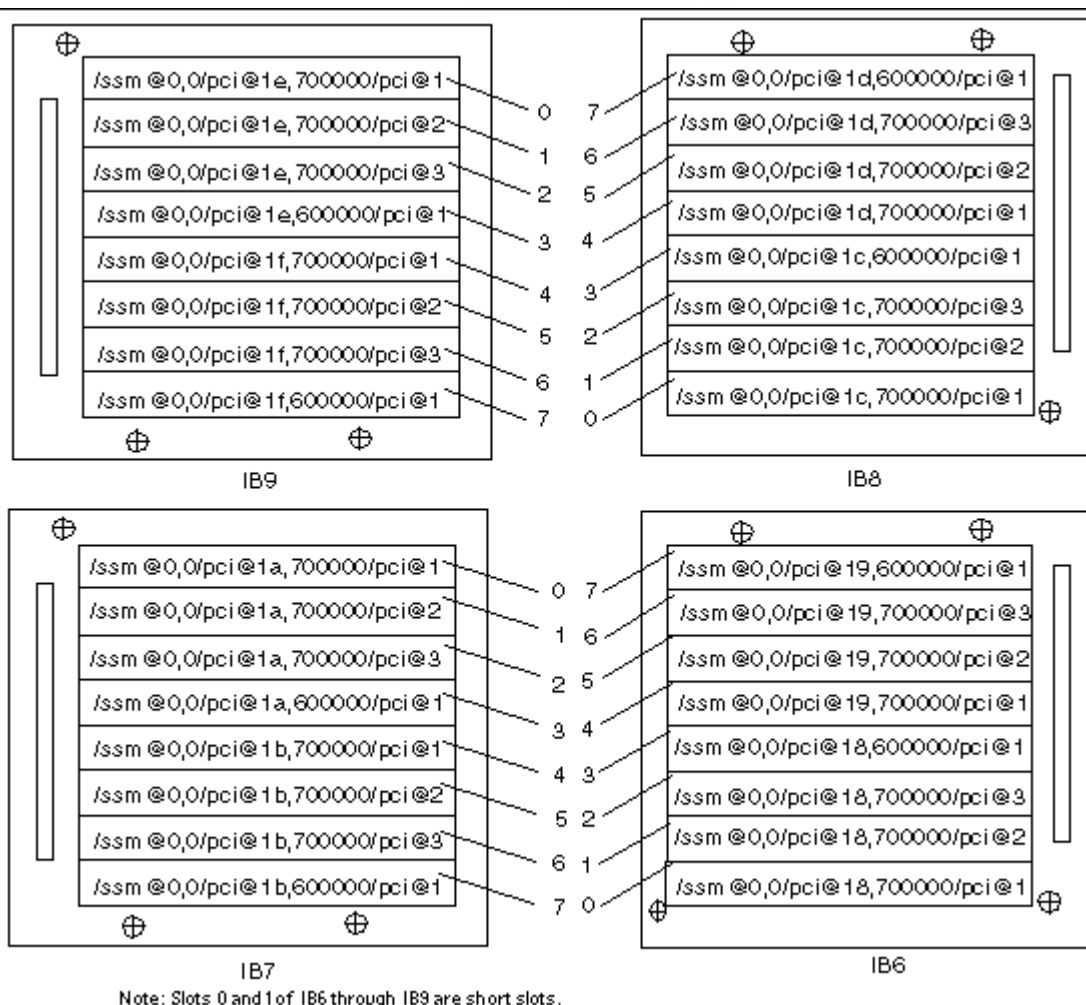 /ssm@0,0/pci@1e,700000/pci@1
/ssm@0,0/pci@1e,700000/pci@2
/ssm@0,0/pci@1e,700000/pci@3
/ssm@0,0/pci@1e,600000/pci@1
/ssm@0,0/pci@1f,700000/pci@1
/ssm@0,0/pci@1f,700000/pci@2
/ssm@0,0/pci@1f,700000/pci@3
/ssm@0,0/pci@1f,600000/pci@1
0
1
2
3
4
5
6
7
IB9
7
6
5
4
3
2
1
0
/ssm@0,0/pci@1d,600000/pci@1
/ssm@0,0/pci@1d,700000/pci@3
/ssm@0,0/pci@1d,700000/pci@2
/ssm@0,0/pci@1d,700000/pci@1
/ssm@0,0/pci@1c,600000/pci@1
/ssm@0,0/pci@1c,700000/pci@3
/ssm@0,0/pci@1c,700000/pci@2
/ssm@0,0/pci@1c,700000/pci@1
IB8
/ssm@0,0/pci@1a,700000/pci@1
/ssm@0,0/pci@1a,700000/pci@2
/ssm@0,0/pci@1a,700000/pci@3
/ssm@0,0/pci@1a,600000/pci@1
/ssm@0,0/pci@1b,700000/pci@1
/ssm@0,0/pci@1b,700000/pci@2
/ssm@0,0/pci@1b,700000/pci@3
/ssm@0,0/pci@1b,600000/pci@1
0
1
2
3
4
5
6
7
IB7
7
6
5
4
3
2
1
0
/ssm@0,0/pci@19,600000/pci@1
/ssm@0,0/pci@19,700000/pci@3
/ssm@0,0/pci@19,700000/pci@2
/ssm@0,0/pci@19,700000/pci@1
/ssm@0,0/pci@18,600000/pci@1
/ssm@0,0/pci@18,700000/pci@3
/ssm@0,0/pci@18,700000/pci@2
/ssm@0,0/pci@18,700000/pci@1
IB6
Note: Slots 0 and 1 of IB6 through IB9 are short slots.